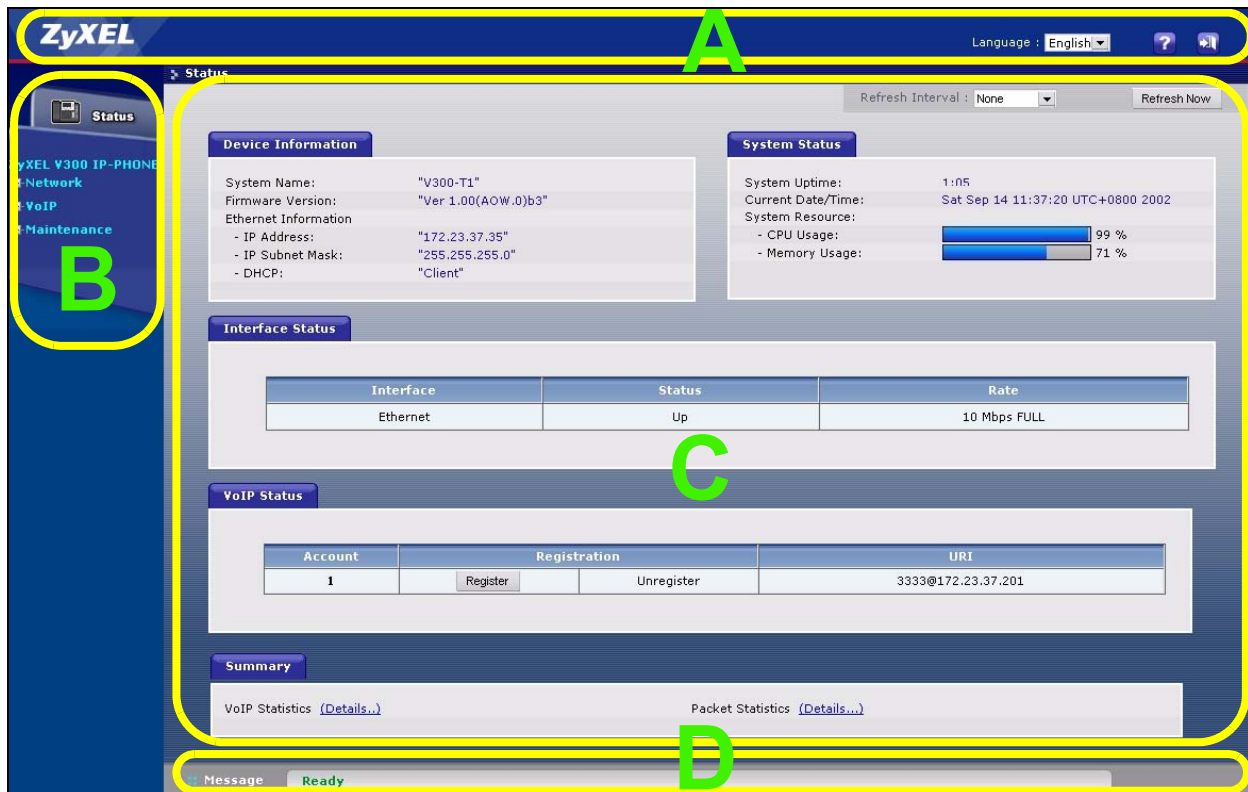 A
ZyXEL
Language : English
?
Status
Refresh Interval : None
Refresh Now
Status
ZyXEL V300 IP-PHONE
Network
VoIP
Maintenance
B
Device Information
System Name: "V300-T1"
Firmware Version: "Ver 1.00(AOW.0)b3"
Ethernet Information
- IP Address: "172.23.37.35"
- IP Subnet Mask: "255.255.255.0"
- DHCP: "Client"
System Status
System Uptime: 1:05
Current Date/Time: Sat Sep 14 11:37:20 UTC+0800 2002
System Resource:
- CPU Usage: 99 %
- Memory Usage: 71 %
Interface Status
Interface Status Rate
Ethernet Up 10 Mbps FULL
C
VoIP Status
Account Registration URI
1 Register Unregister 3333@172.23.37.201
Summary
VoIP Statistics (Details..) Packet Statistics (Details...)
D
Message Ready